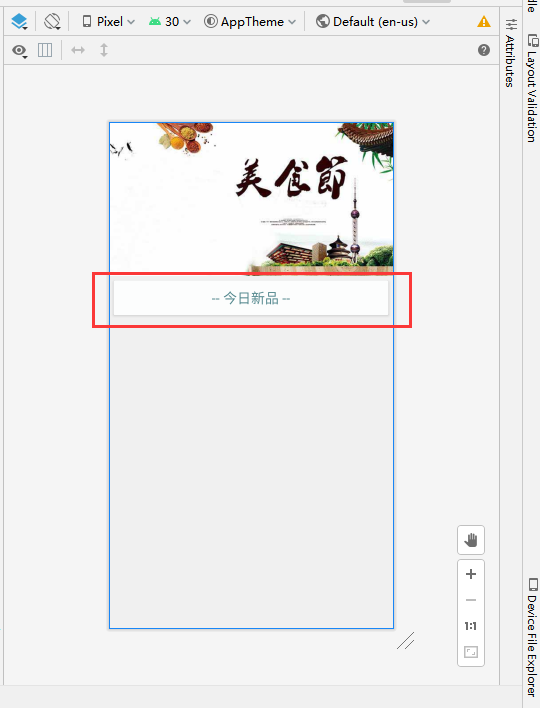 Pixel
30
AppTheme
Default (en-us)
Attributes
dle
Layout Validation
美食節
-- 今日新品 --
1:1
Device File Explorer